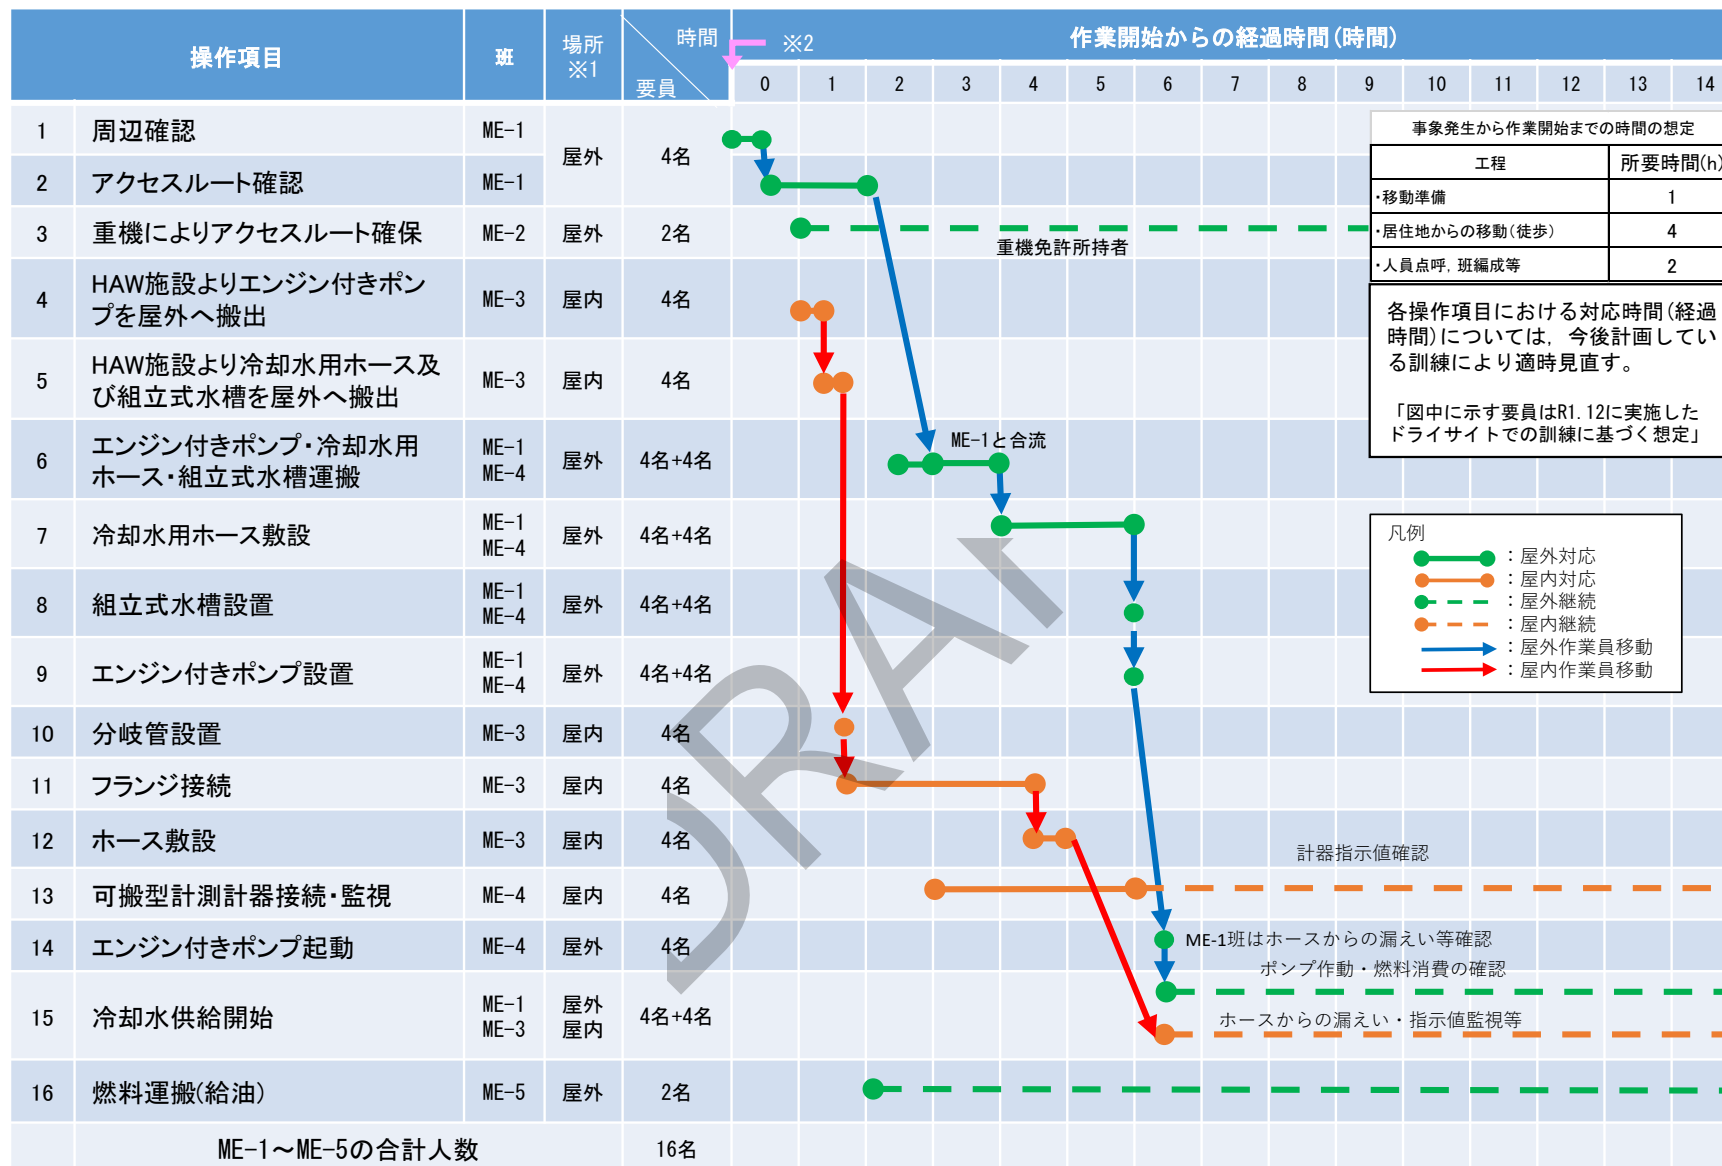 操作項目
班
場所
※1
時間
要員
※2
作業開始からの経過時間(時間)
0 1 2 3 4 5 6 7 8 9 10 11 12 13 14
1 周辺確認 ME-1
屋外 4名
2 アクセスルート確認 ME-1
3 重機によりアクセスルート確保 ME-2 屋外 2名
重機免許所持者
4 HAW施設よりエンジン付きポン
プを屋外へ搬出 ME-3 屋内 4名
5 HAW施設より冷却水用ホース及
び組立式水槽を屋外へ搬出 ME-3 屋内 4名
6 エンジン付きポンプ・冷却水用
ホース・組立式水槽運搬 ME-1
ME-4 屋外 4名+4名
ME-1と合流
7 冷却水用ホース敷設 ME-1
ME-4 屋外 4名+4名
8 組立式水槽設置 ME-1
ME-4 屋外 4名+4名
9 エンジン付きポンプ設置 ME-1
ME-4 屋外 4名+4名
10 分岐管設置 ME-3 屋内 4名
11 フランジ接続 ME-3 屋内 4名
12 ホース敷設 ME-3 屋内 4名
計器指示値確認
13 可搬型計測計器接続・監視 ME-4 屋内 4名
14 エンジン付きポンプ起動 ME-4 屋外 4名
ME-1班はホースからの漏えい等確認
ポンプ作動・燃料消費の確認
15 冷却水供給開始 ME-1
ME-3 屋外
屋内 4名+4名
ホースからの漏えい・指示値監視等
16 燃料運搬(給油) ME-5 屋外 2名
ME-1～ME-5の合計人数 16名
事象発生から作業開始までの時間の想定
工程 所要時間(h)
・移動準備 1
・居住地からの移動(徒歩) 4
・人員点呼，班編成等 2
各操作項目における対応時間(経過
時間)については，今後計画してい
る訓練により適時見直す。
「図中に示す要員はR1.12に実施した
ドライサイトでの訓練に基づく想定」
凡例
：屋外対応
：屋内対応
：屋外継続
：屋内継続
：屋外作業員移動
：屋内作業員移動
DRAF